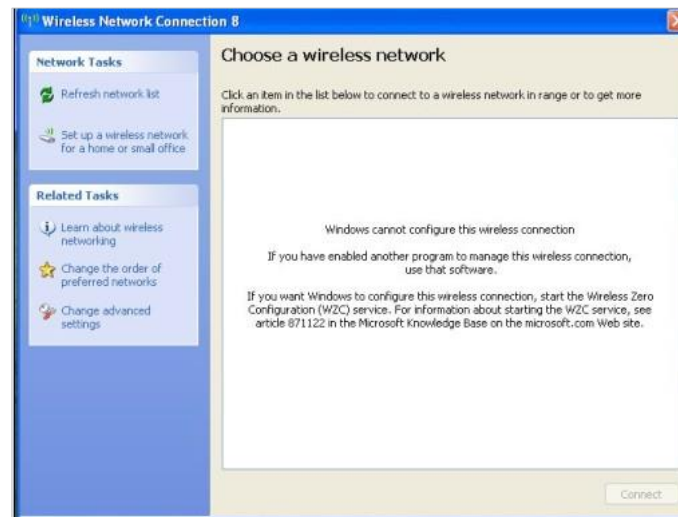 Wireless Network Connection 8
Network Tasks
Refresh network list
Set up a wireless network
for a home or small office
Related Tasks
Learn about wireless
networking
Change the order of
preferred networks
Change advanced
settings
Choose a wireless network
Click an item in the list below to connect to a wireless network in range or to get more
information.
Windows cannot configure this wireless connection
If you have enabled another program to manage this wireless connection,
use that software.
If you want Windows to configure this wireless connection, start the Wireless Zero
Configuration (WZC) service. For information about starting the WZC service, see
article 871122 in the Microsoft Knowledge Base on the microsoft.com Web site.
Connect